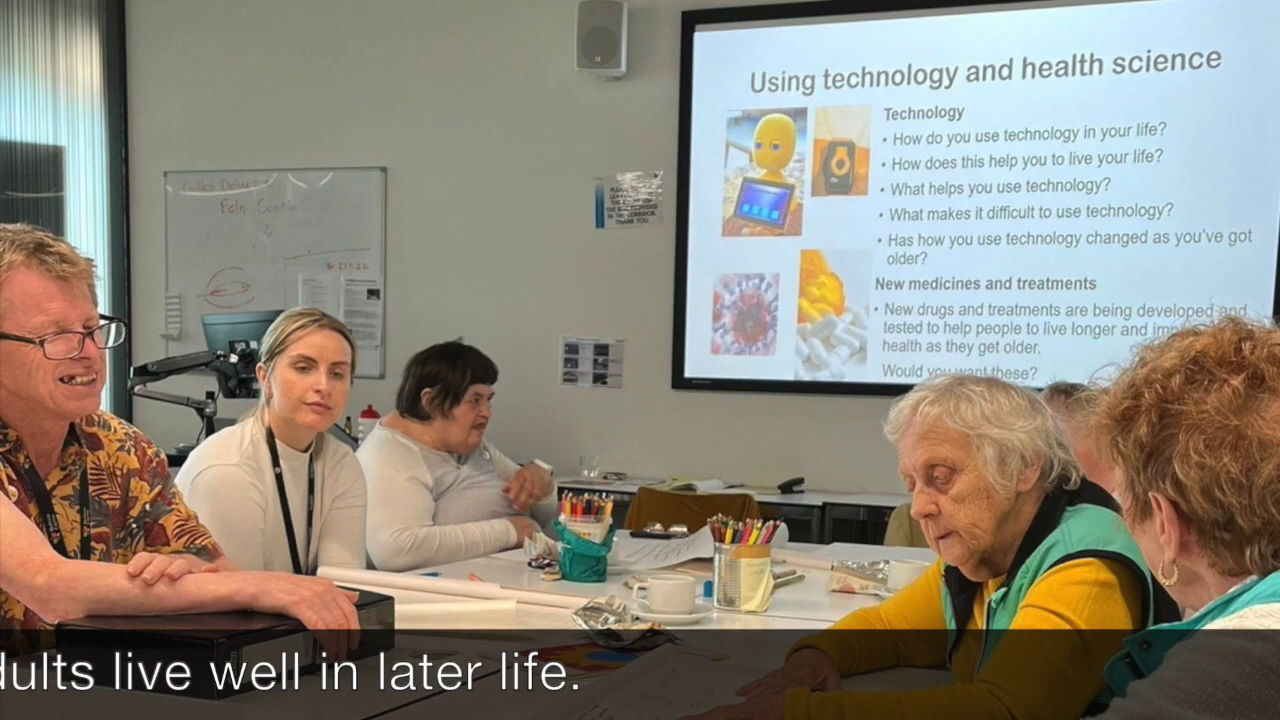 Using technology and health science
Technology
• How do you use technology in your life?
• How does this help you to live your life?
• What helps you use technology?
• What makes it difficult to use technology?
• Has how you use technology changed as you've got
older?
New medicines and treatments
• New drugs and treatments are being developed and
tested to help people to live longer and
health as they get older.
Would you want these?
THANK YOU
dults live well in later life.